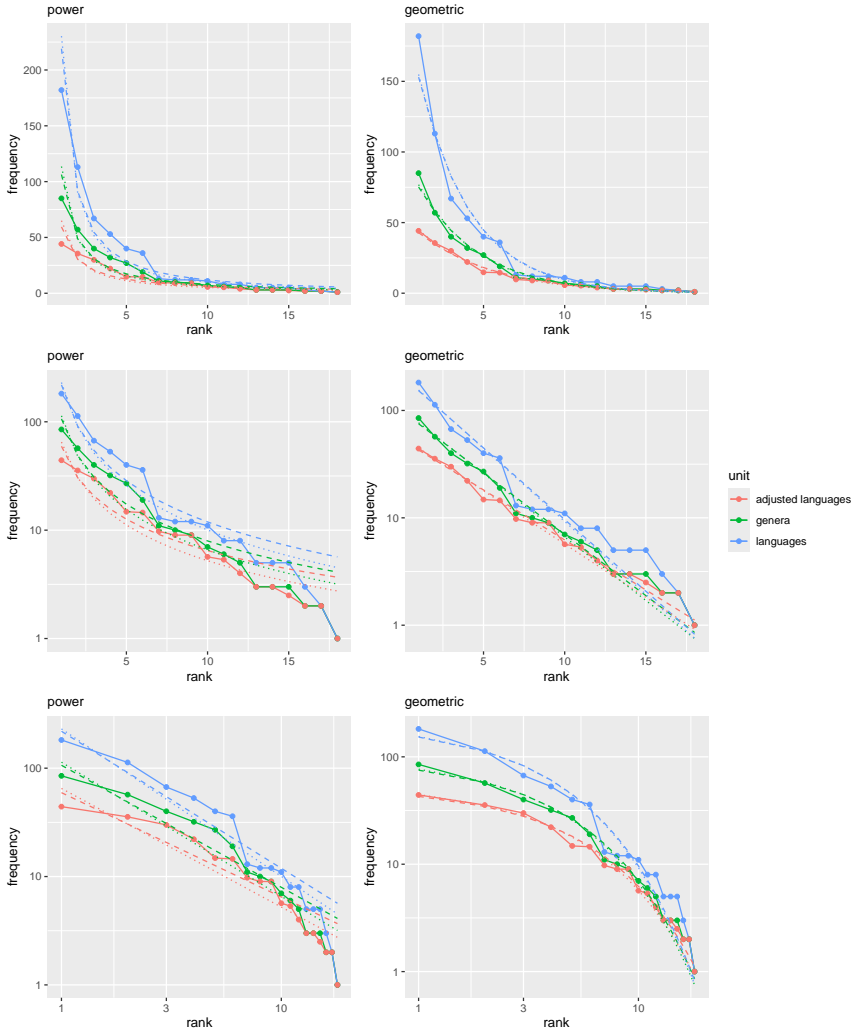 power
geometric
200
150
100
50
0
frequency
5
10
15
rank
150
100
50
0
frequency
5
10
15
rank
power
geometric
100
10
1
frequency
5
10
15
rank
100
10
1
frequency
5
10
15
rank
unit
adjusted languages
genera
languages
power
geometric
100
10
1
frequency
1
3
10
rank
100
10
1
frequency
1
3
10
rank